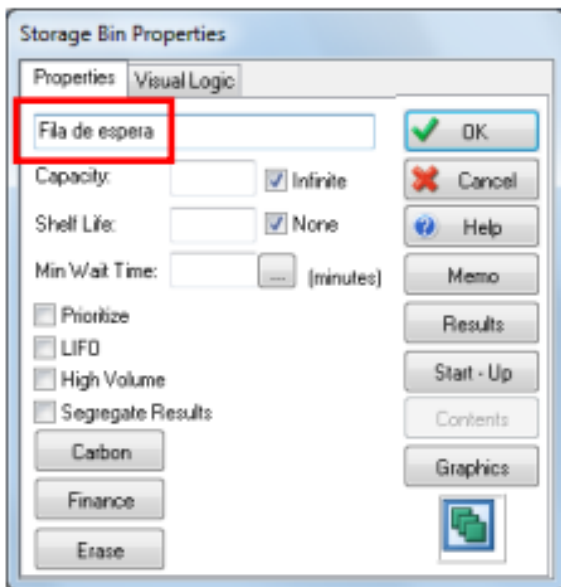 Storage Bin Properties
Properties Visual Logic
Fila de espera
OK
Capacity: Infinite
Cancel
Shelf Life: None
Help
Min Wait Time: ... (minutes)
Memo
Prioritize
Results
LIFO
High Volume
Start - Up
Segregate Results
Contents
Carbon
Graphics
Finance
Erase